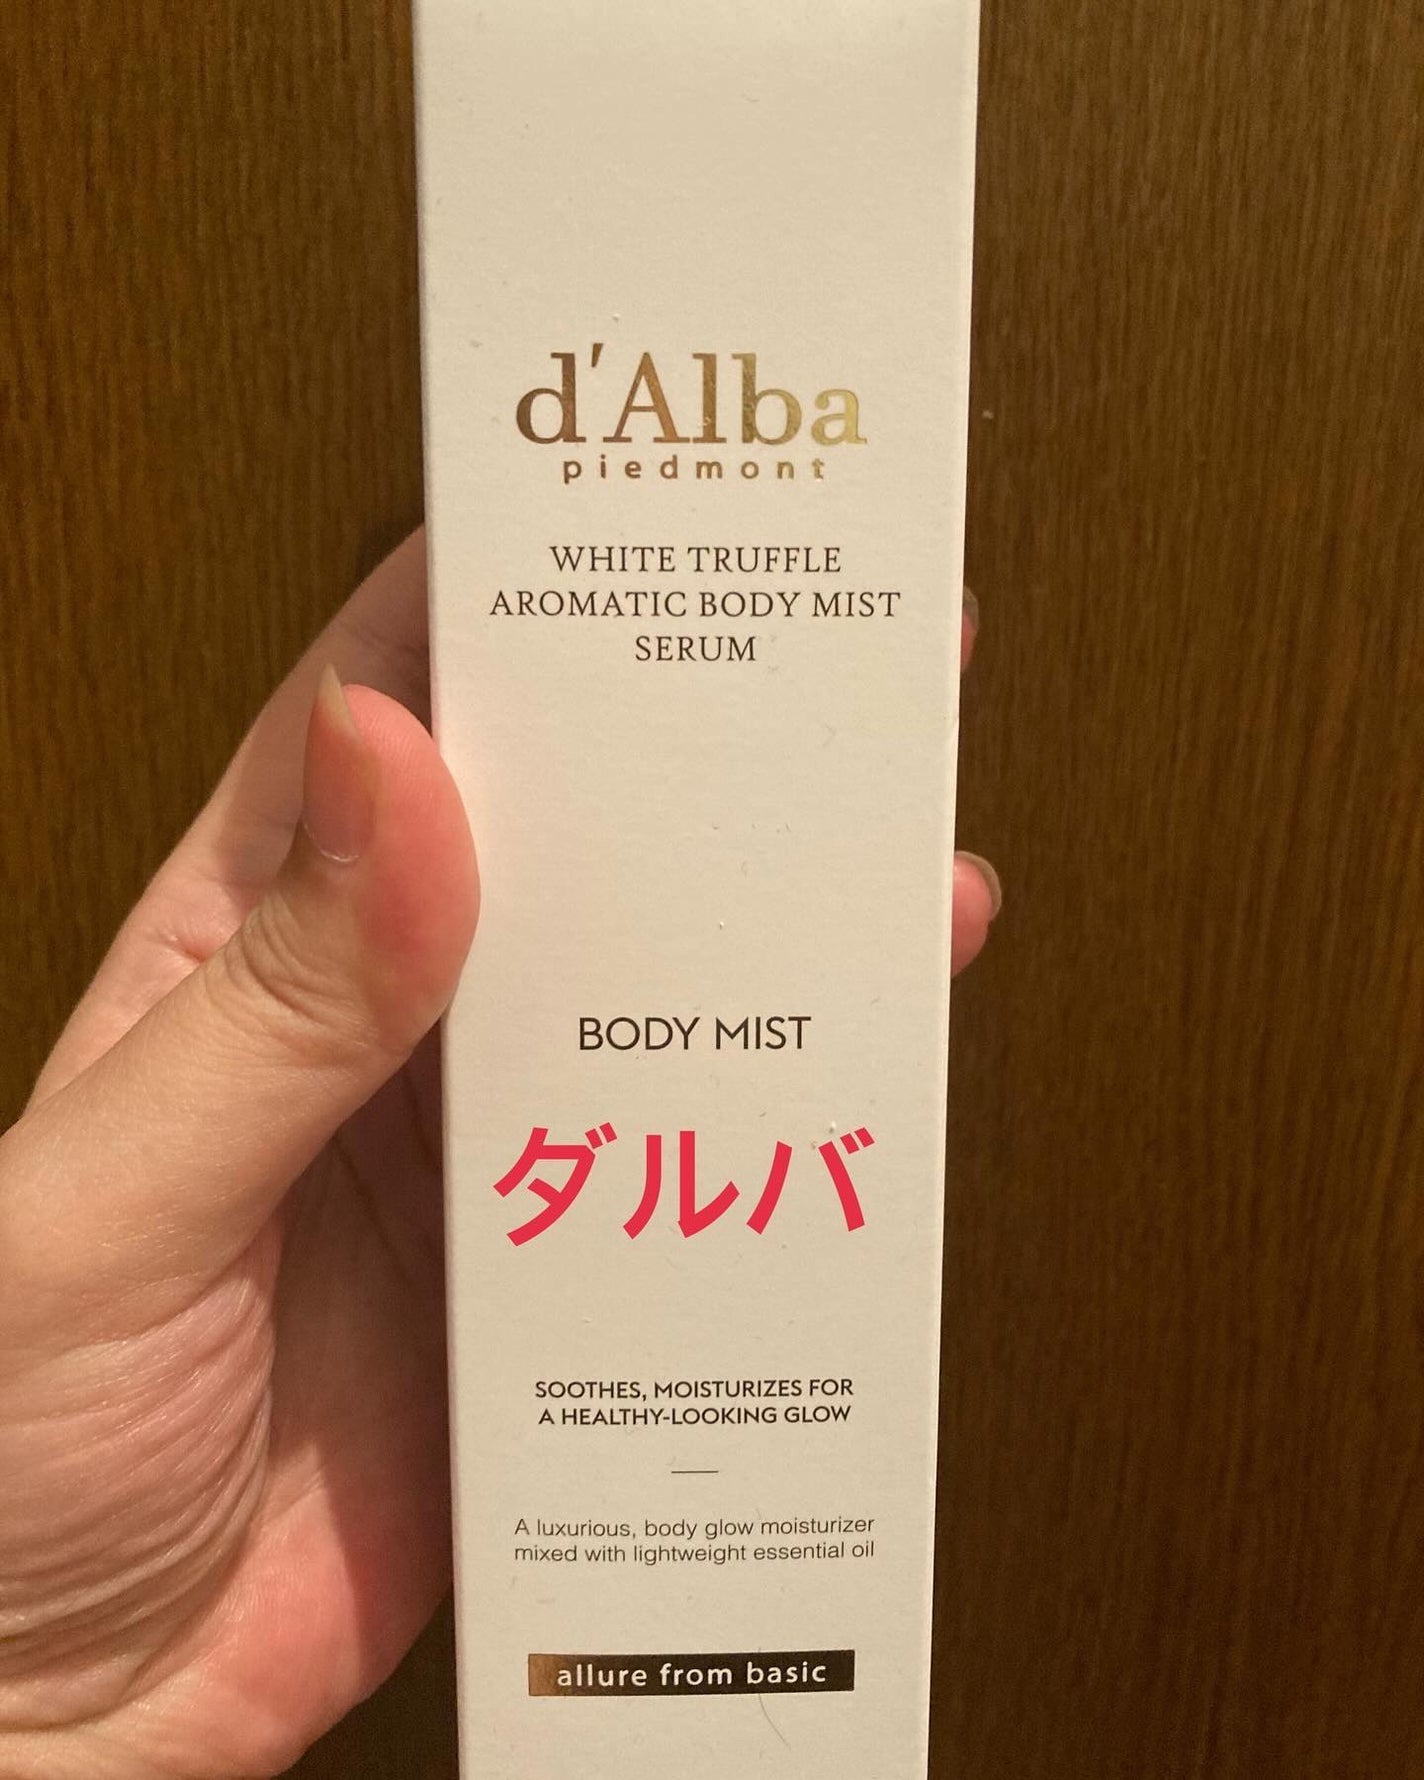 d'Alba
piedmont
WHITE TRUFFLE
AROMATIC BODY MIST
SERUM
BODY MIST
ダルバ
SOOTHES, MOISTURIZES FOR
A HEALTHY-LOOKING GLOW
A luxurious, body glow moisturizer
mixed with lightweight essential oil
allure from basic